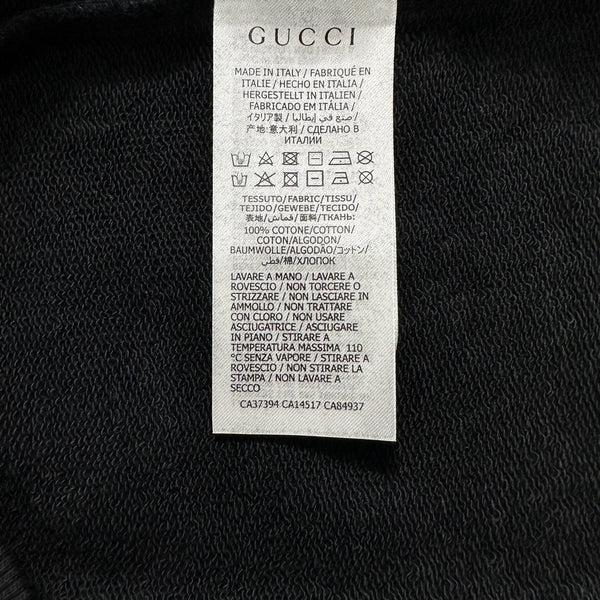 GUCCI
MADE IN ITALY / FABRIQUÉ EN
ITALIE / HECHO EN ITALIA /
HERGESTELLT IN ITALIEN /
FABRICADO EM ITÁLIA /
イタリア製 / صنع في إيطاليا /
产地:意大利 / СДЕЛАНО В
ИТАЛИИ
TESSUTO/FABRIC/TISSU/
TEJIDO/GEWEBE/TECIDO/
表地/قماش/面料/ТКАНЬ:
100% COTONE/COTTON/
COTON/ALGODON/
BAUMWOLLE/ALGODÃO/コットン/
قطن/棉/ХЛОПОК
LAVARE A MANO / LAVARE A
ROVESCIO / NON TORCERE O
STRIZZARE / NON LASCIARE IN
AMMOLLO / NON TRATTARE
CON CLORO / NON USARE
ASCIUGATRICE / ASCIUGARE
IN PIANO / STIRARE A
TEMPERATURA MASSIMA 110
°C SENZA VAPORE / STIRARE A
ROVESCIO / NON STIRARE LA
STAMPA / NON LAVARE A
SECCO
CA37394 CA14517 CA84937